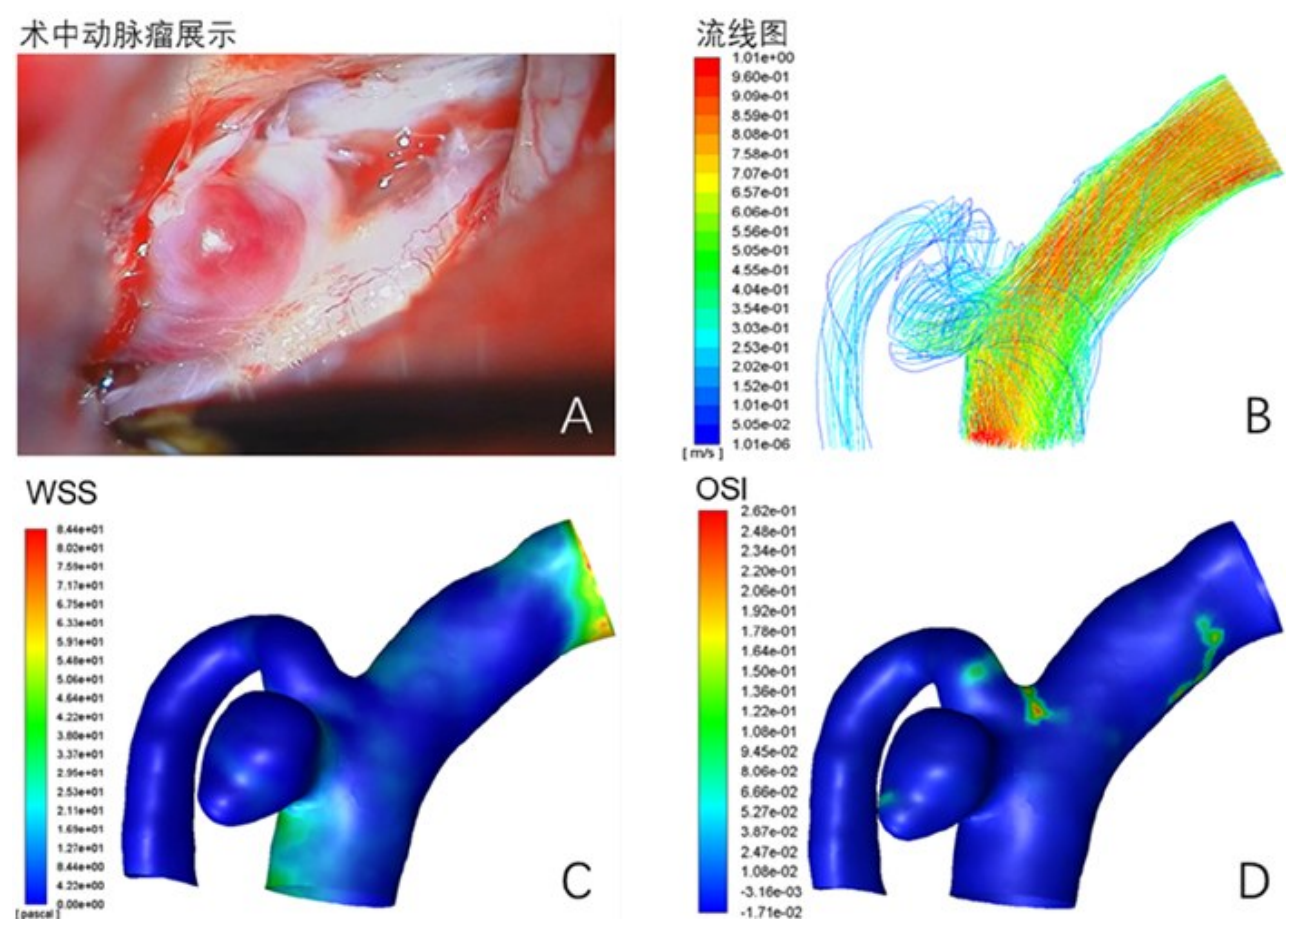 术中动脉瘤展示
A
流线图
1.01e+00
9.60e-01
9.09e-01
8.59e-01
8.08e-01
7.58e-01
7.07e-01
6.57e-01
6.06e-01
5.56e-01
5.05e-01
4.55e-01
4.04e-01
3.54e-01
3.03e-01
2.53e-01
2.02e-01
1.52e-01
1.01e-01
5.05e-02
1.01e-06
[ m/s ]
B
WSS
8.44e+01
8.02e+01
7.59e+01
7.17e+01
6.75e+01
6.33e+01
5.91e+01
5.48e+01
5.06e+01
4.64e+01
4.22e+01
3.80e+01
3.37e+01
2.95e+01
2.53e+01
2.11e+01
1.69e+01
1.27e+01
8.44e+00
4.22e+00
0.00e+00
[ pascal ]
C
OSI
2.62e-01
2.48e-01
2.34e-01
2.20e-01
2.06e-01
1.92e-01
1.78e-01
1.64e-01
1.50e-01
1.36e-01
1.22e-01
1.08e-01
9.45e-02
8.06e-02
6.66e-02
5.27e-02
3.87e-02
2.47e-02
1.08e-02
-3.16e-03
-1.71e-02
D